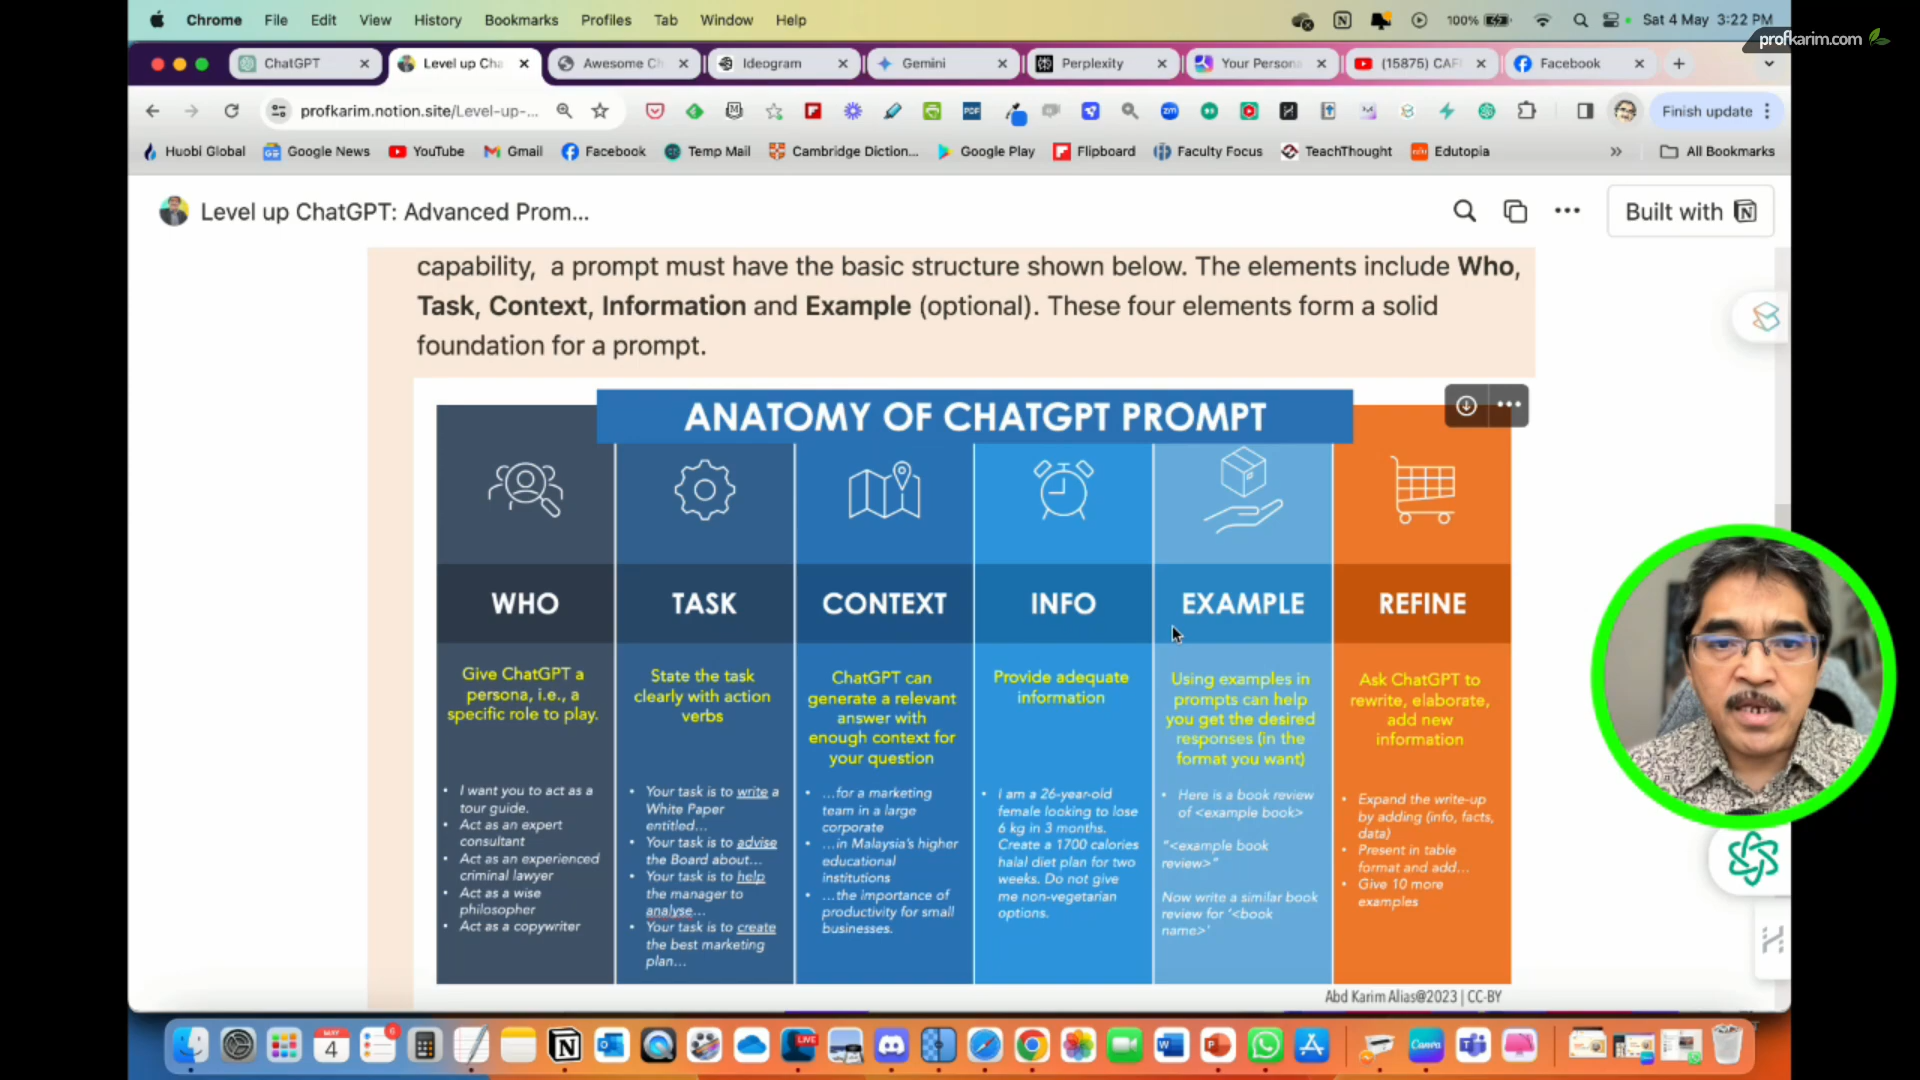 Chrome File Edit View History Bookmarks Profiles Tab Window Help
100% Sat 4 May 3:22 PM
profkarim.com
ChatGPT
Level up Cha
Awesome Ch
Ideogram
Gemini
Perplexity
Your Persona
(15875) CAF
Facebook
profkarim.notion.site/Level-up-...
Finish update
Huobi Global
Google News
YouTube
Gmail
Facebook
Temp Mail
Cambridge Diction...
Google Play
Flipboard
Faculty Focus
TeachThought
Edutopia
All Bookmarks
Level up ChatGPT: Advanced Prom...
Built with
capability, a prompt must have the basic structure shown below. The elements include Who,
Task, Context, Information and Example (optional). These four elements form a solid
foundation for a prompt.
ANATOMY OF CHATGPT PROMPT
WHO
Give ChatGPT a
persona, i.e., a
specific role to play.
• I want you to act as a
tour guide.
• Act as an expert
consultant
• Act as an experienced
criminal lawyer
• Act as a wise
philosopher
• Act as a copywriter
TASK
State the task
clearly with action
verbs
• Your task is to write a
White Paper
entitled...
• Your task is to advise
the Board about...
• Your task is to help
the manager to
analyse...
• Your task is to create
the best marketing
plan...
CONTEXT
ChatGPT can
generate a relevant
answer with
enough context for
your question
• ...for a marketing
team in a large
corporate
• ...in Malaysia's higher
educational
institutions
• ...the importance of
productivity for small
businesses.
INFO
Provide adequate
information
• I am a 26-year-old
female looking to lose
6 kg in 3 months.
Create a 1700 calories
halal diet plan for two
weeks. Do not give
me non-vegetarian
options.
EXAMPLE
Using examples in
prompts can help
you get the desired
responses (in the
format you want)
• Here is a book review
of <example book>
"<example book
review>"
Now write a similar book
review for '<book
name>'
REFINE
Ask ChatGPT to
rewrite, elaborate,
add new
information
• Expand the write-up
by adding (info, facts,
data)
• Present in table
format and add...
• Give 10 more
examples
Abd Karim Alias@2023 | CC-BY
MAY
4
6
LIVE
Canva